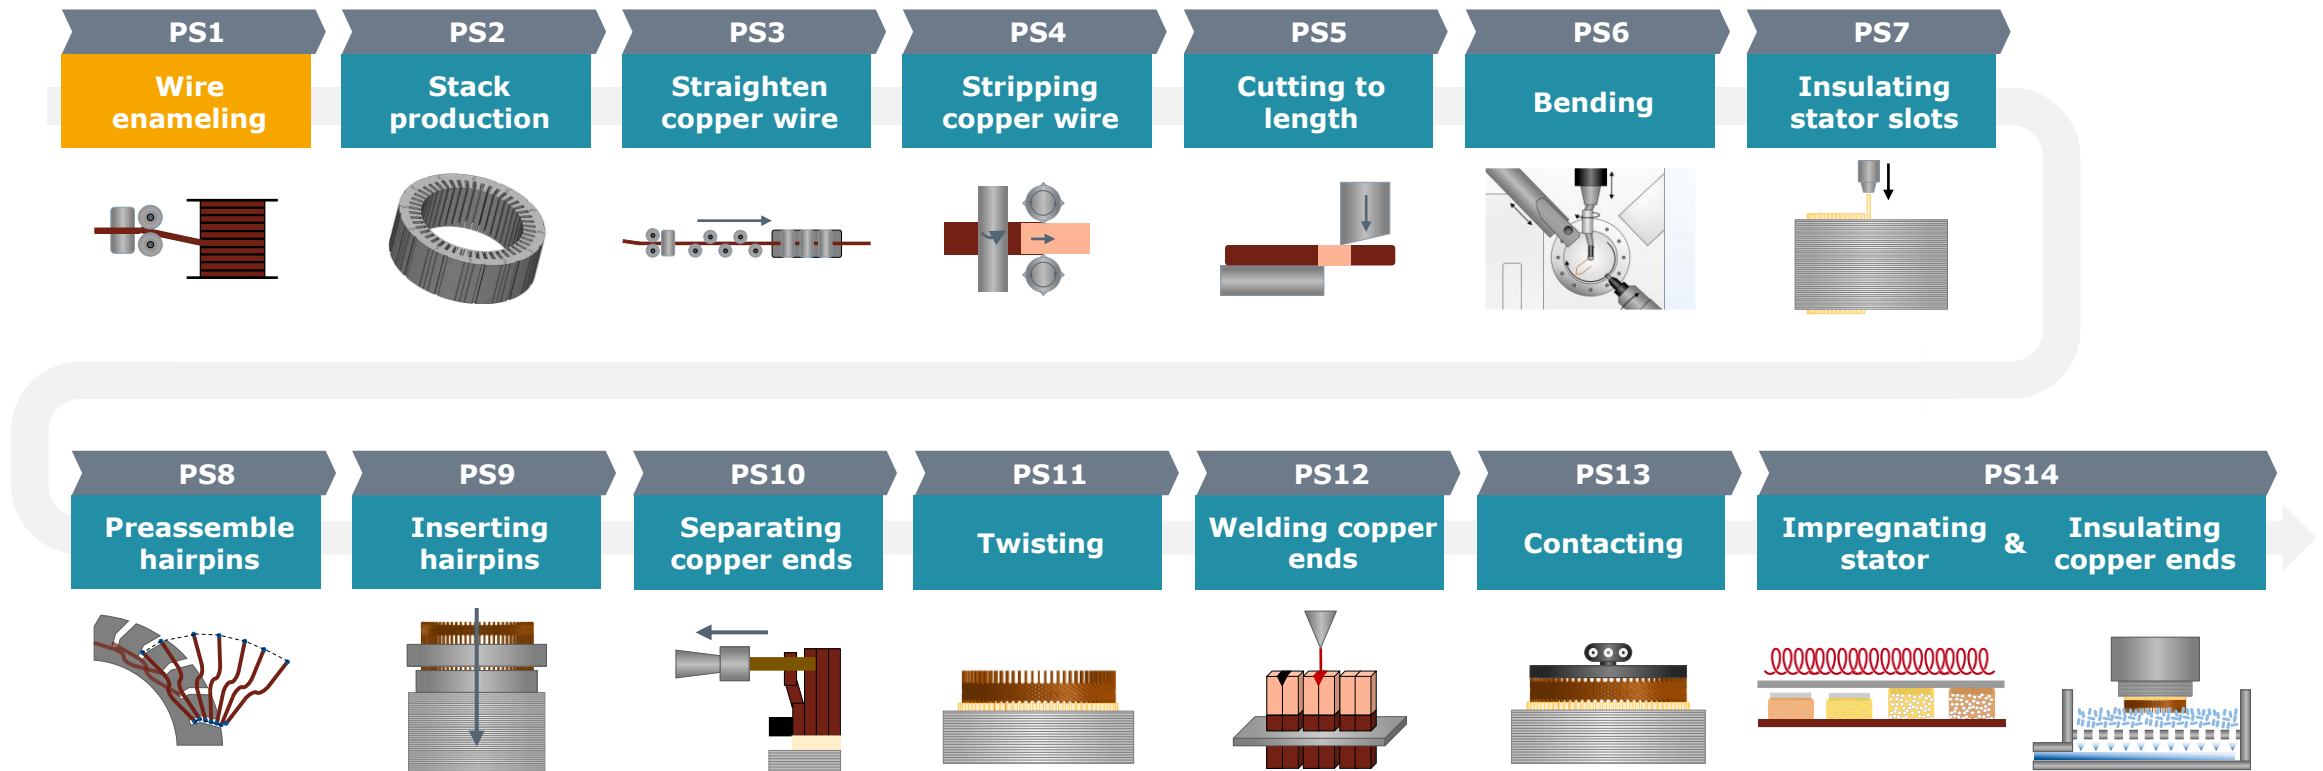 PS1
Wire
enameling
PS2
Stack
production
PS3
Straighten
copper wire
PS4
Stripping
copper wire
PS5
Cutting to
length
PS6
Bending
PS7
Insulating
stator slots
PS8
Preassemble
hairpins
PS9
Inserting
hairpins
PS10
Separating
copper ends
PS11
Twisting
PS12
Welding copper
ends
PS13
Contacting
PS14
Impregnating
stator
&
Insulating
copper ends